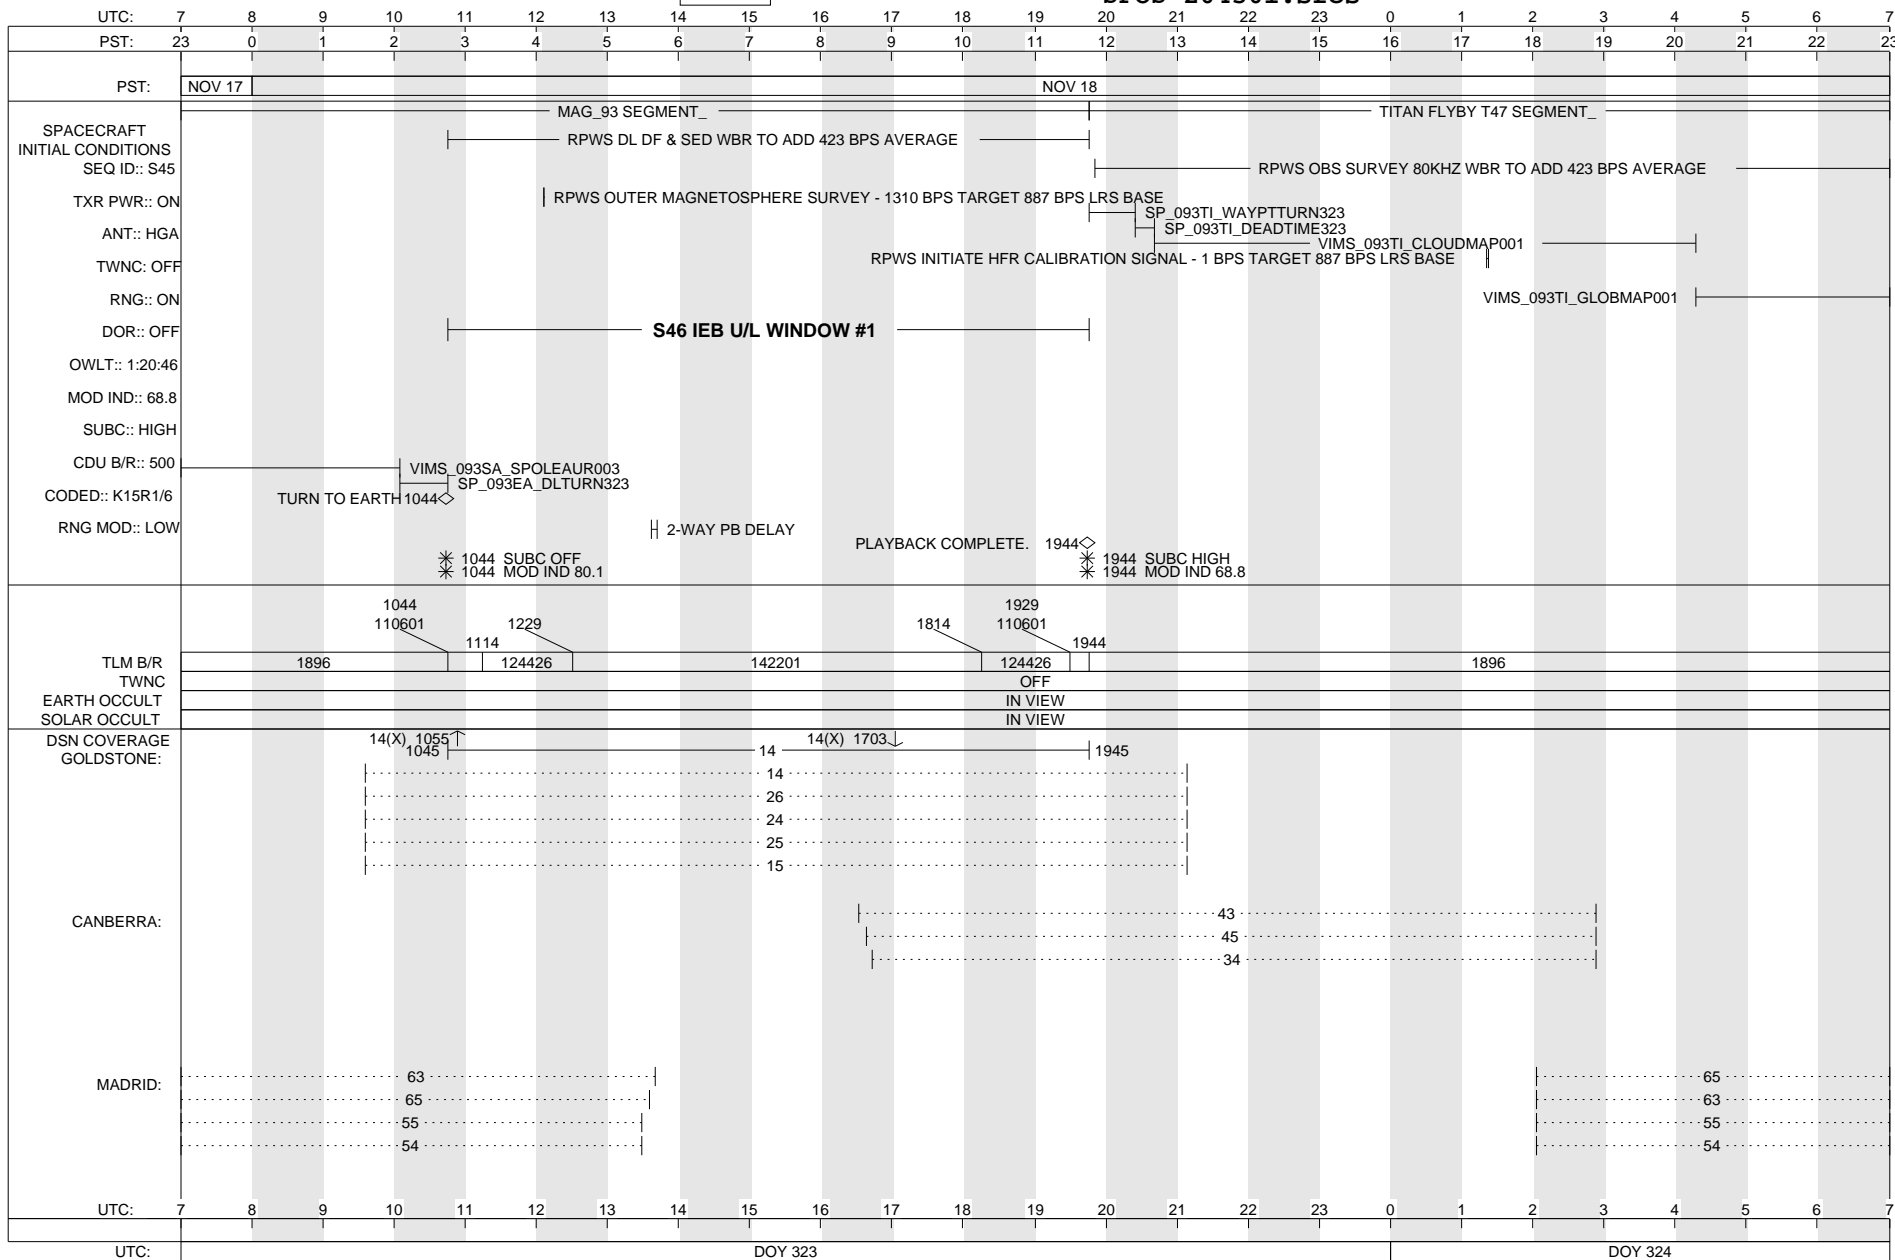 UTC: 7 8 9 10 11 12 13 14 15 16 17 18 19 20 21 22 23 0 1 2 3 4 5 6 7
PST: 23 0 1 2 3 4 5 6 7 8 9 10 11 12 13 14 15 16 17 18 19 20 21 22 23
PST: NOV 17 NOV 18
MAG_93 SEGMENT_ TITAN FLYBY T47 SEGMENT_
SPACECRAFT
INITIAL CONDITIONS
RPWS DL DF & SED WBR TO ADD 423 BPS AVERAGE
SEQ ID:: S45
RPWS OBS SURVEY 80KHZ WBR TO ADD 423 BPS AVERAGE
TXR PWR:: ON
RPWS OUTER MAGNETOSPHERE SURVEY - 1310 BPS TARGET 887 BPS LRS BASE
SP_093TI_WAYPTTURN323
SP_093TI_DEADTIME323
ANT:: HGA
VIMS_093TI_CLOUDMAP001
RPWS INITIATE HFR CALIBRATION SIGNAL - 1 BPS TARGET 887 BPS LRS BASE
TWNC: OFF
RNG:: ON
VIMS_093TI_GLOBMAP001
DOR:: OFF
S46 IEB U/L WINDOW #1
OWLT:: 1:20:46
MOD IND:: 68.8
SUBC:: HIGH
CDU B/R:: 500
VIMS_093SA_SPOLEAUR003
SP_093EA_DLTURN323
CODED:: K15R1/6
TURN TO EARTH 1044
RNG MOD:: LOW
2-WAY PB DELAY
PLAYBACK COMPLETE. 1944
1044 SUBC OFF 1944 SUBC HIGH
1044 MOD IND 80.1 1944 MOD IND 68.8
1044 1929
110601 1229 1814 110601
1114 1944
TLM B/R 1896 124426 142201 124426 1896
TWNC OFF
EARTH OCCULT IN VIEW
SOLAR OCCULT IN VIEW
DSN COVERAGE 14(X) 1055 14(X) 1703
GOLDSTONE: 1045 14 1945
14
26
24
25
15
CANBERRA: 43
45
34
MADRID: 63 65
65 63
55 55
54 54
UTC: 7 8 9 10 11 12 13 14 15 16 17 18 19 20 21 22 23 0 1 2 3 4 5 6 7
UTC: DOY 323 DOY 324